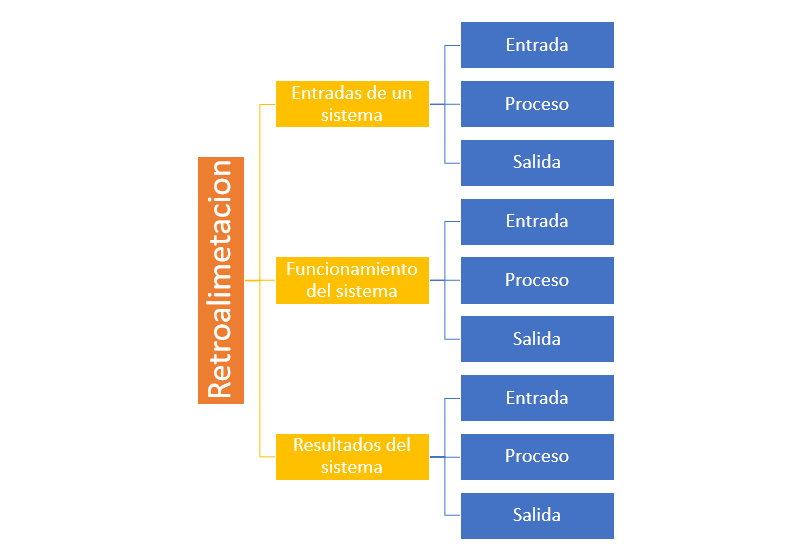 Retroalimetacion
Entradas de un
sistema
Entrada
Proceso
Salida
Funcionamiento
del sistema
Entrada
Proceso
Salida
Resultados del
sistema
Entrada
Proceso
Salida